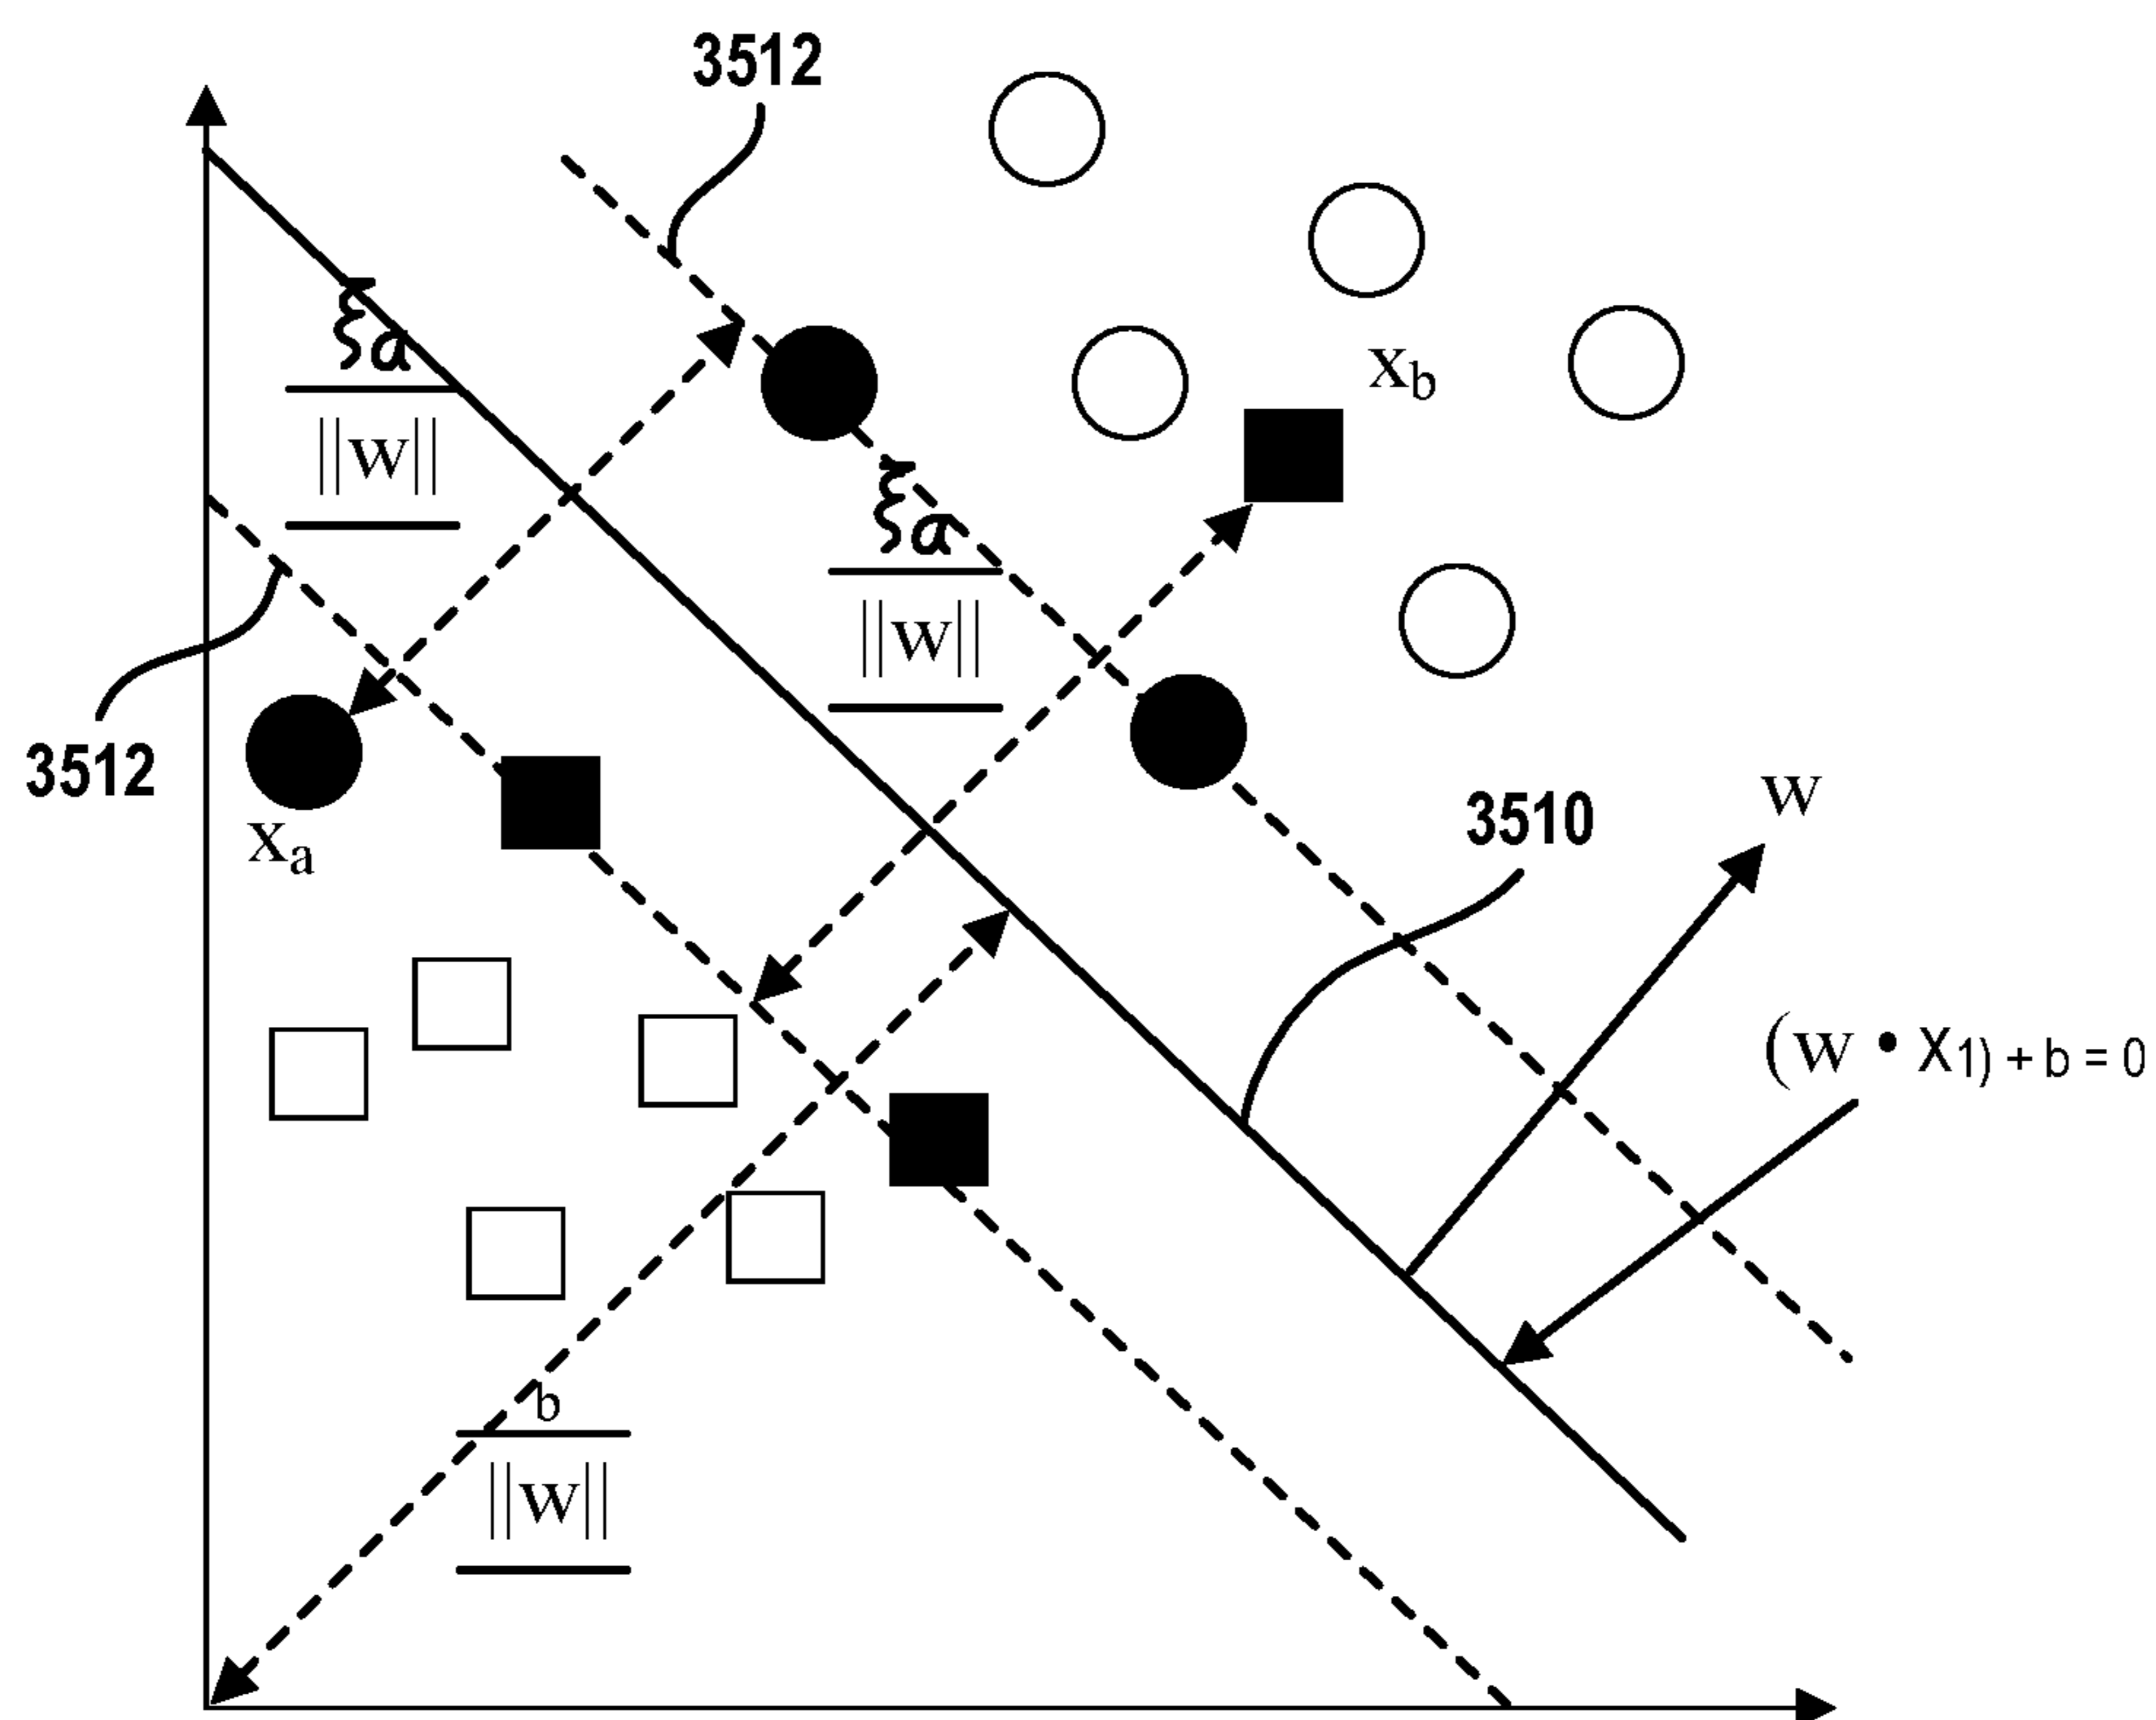 3512
ξa
||w||
xb
ξa
||w||
3512
xa
3510
w
(w • x1) + b = 0
b
||w||